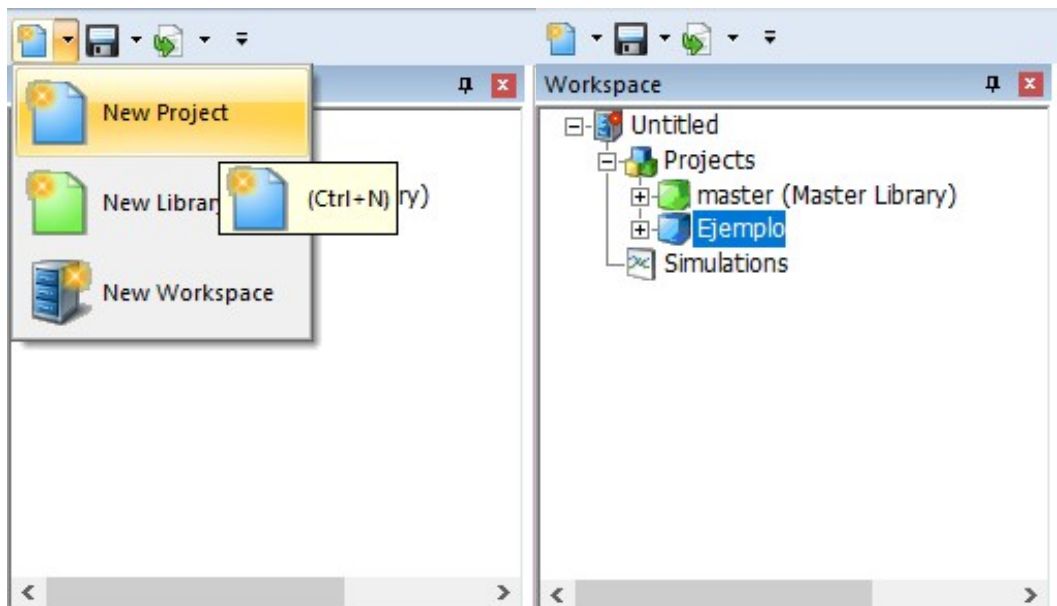 New Project
New Library
(Ctrl+N)
ry)
New Workspace
Workspace
Untitled
Projects
master (Master Library)
Ejemplo
Simulations